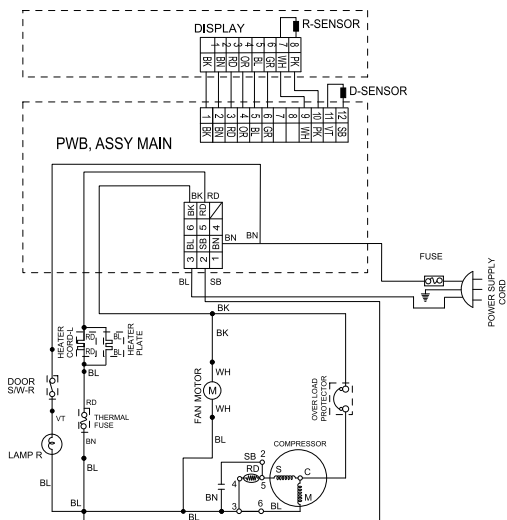 R-SENSOR
DISPLAY
1 2 3 4 5 6 7 8
BK BN RD OR BL GR WH PK
D-SENSOR
PWB, ASSY MAIN
1 2 3 4 5 6 7 8 9 10 11 12
BK BN RD OR BL GR WH PK VT SB
BK RD
BK RD
6 5 4
BN
BL SB BN
BN
3 2 1
BL SB
FUSE
POWER SUPPLY CORD
BK
BK
HEATER CORD-L
RD BL
RD BL
HEATER PLATE
BL
WH
DOOR S/W-R
FAN MOTOR
M
OVER LOAD PROTECTOR
RD
VT
THERMAL FUSE
WH
BN
LAMP R
BL
BL
COMPRESSOR
SB 2
RD
S C
4 5
BN
M
BL
3 6 BL
BL
BL